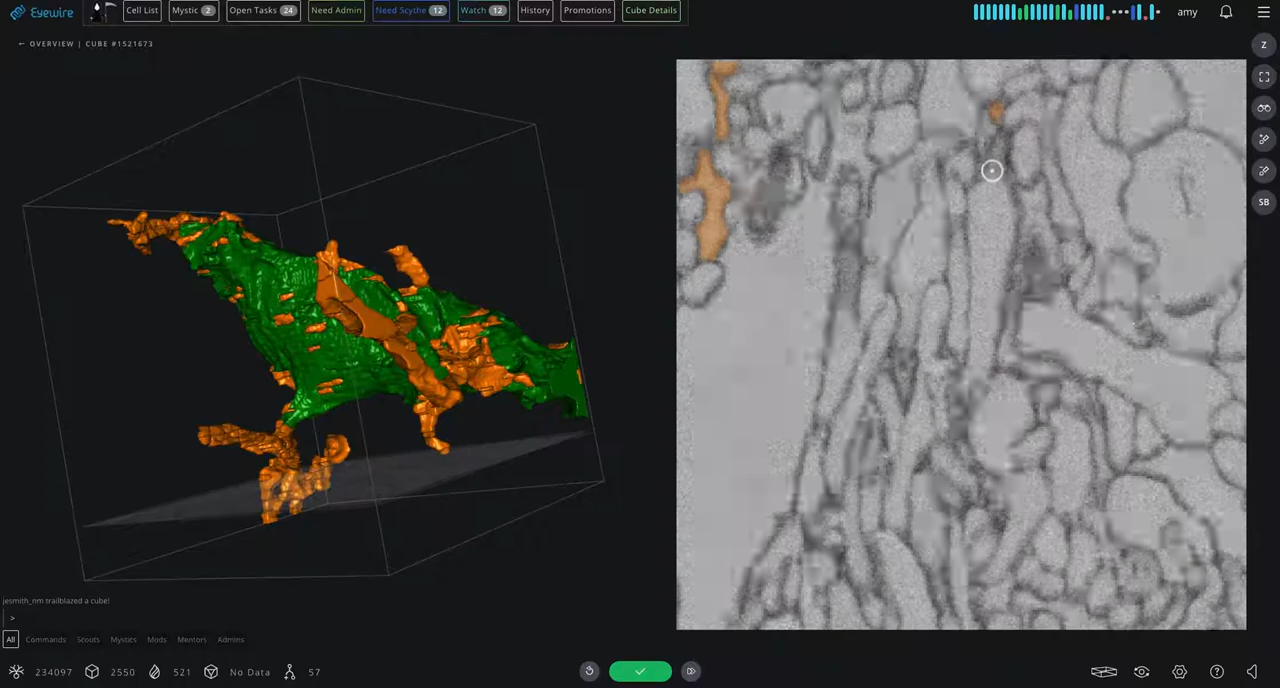 Eyewire Cell List Mystic 2 Open Tasks 24 Need Admin Need Scythe 12 Watch 12 History Promotions Cube Details amy
← OVERVIEW | CUBE #1521673
Z
SB
jesmith_nm trailblazed a cube!
>
All Commands Scouts Mystics Mods Mentors Admins
234097 2550 521 No Data 57